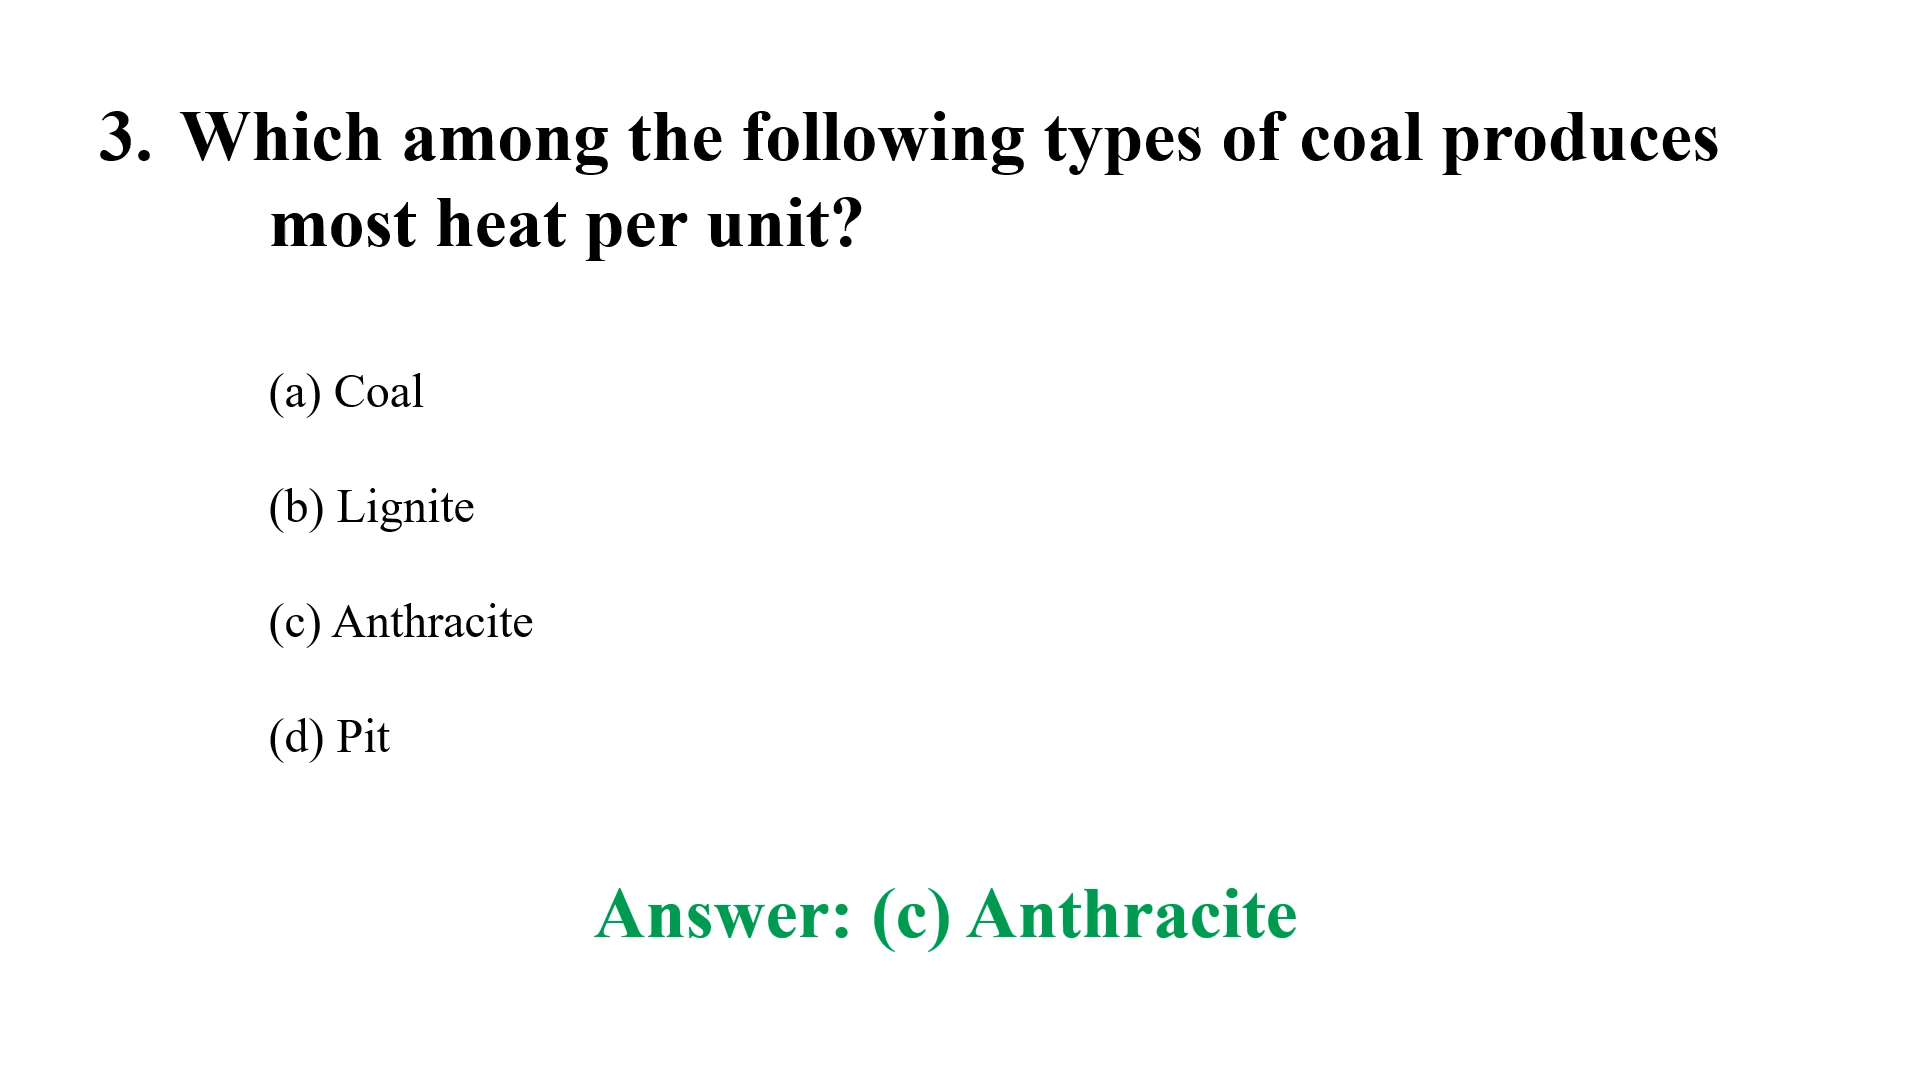 3. Which among the following types of coal produces
most heat per unit?
(a) Coal
(b) Lignite
(c) Anthracite
(d) Pit
Answer: (c) Anthracite